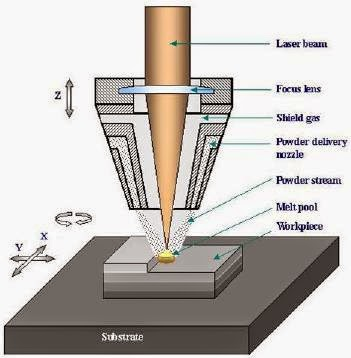 Laser beam
Focus lens
Z
Shield gas
Powder delivery
nozzle
Powder stream
Melt pool
Workpiece
X
Y
Substrate